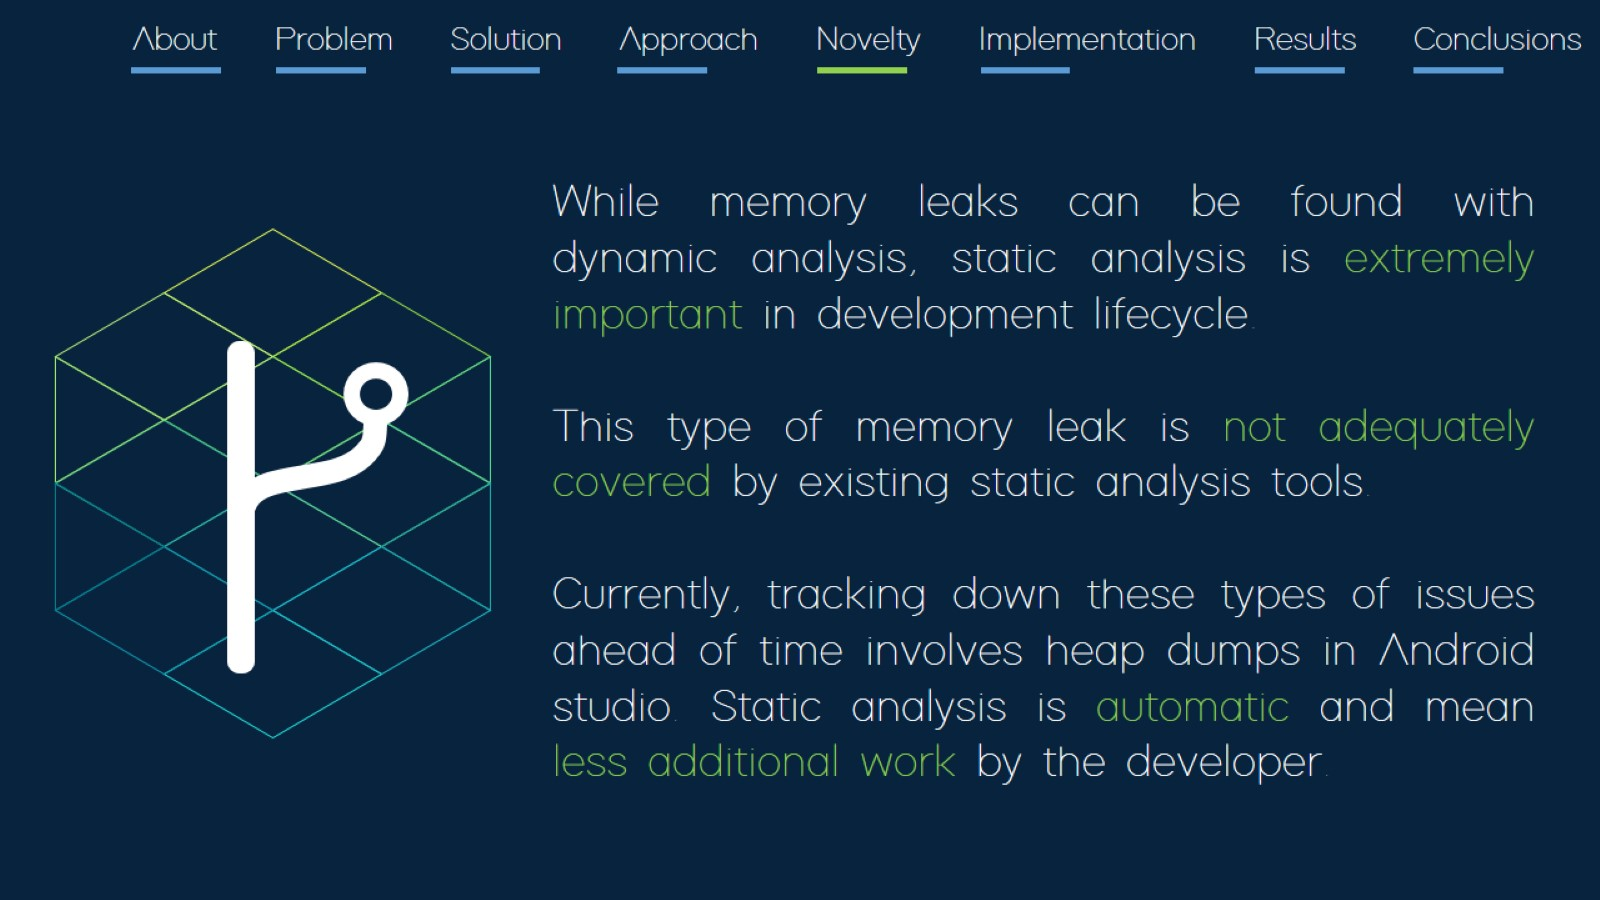 About Problem Solution Approach Novelty Implementation Results Conclusions
While memory leaks can be found with
dynamic analysis, static analysis is extremely
important in development lifecycle.
This type of memory leak is not adequately
covered by existing static analysis tools.
Currently, tracking down these types of issues
ahead of time involves heap dumps in Android
studio. Static analysis is automatic and mean
less additional work by the developer.